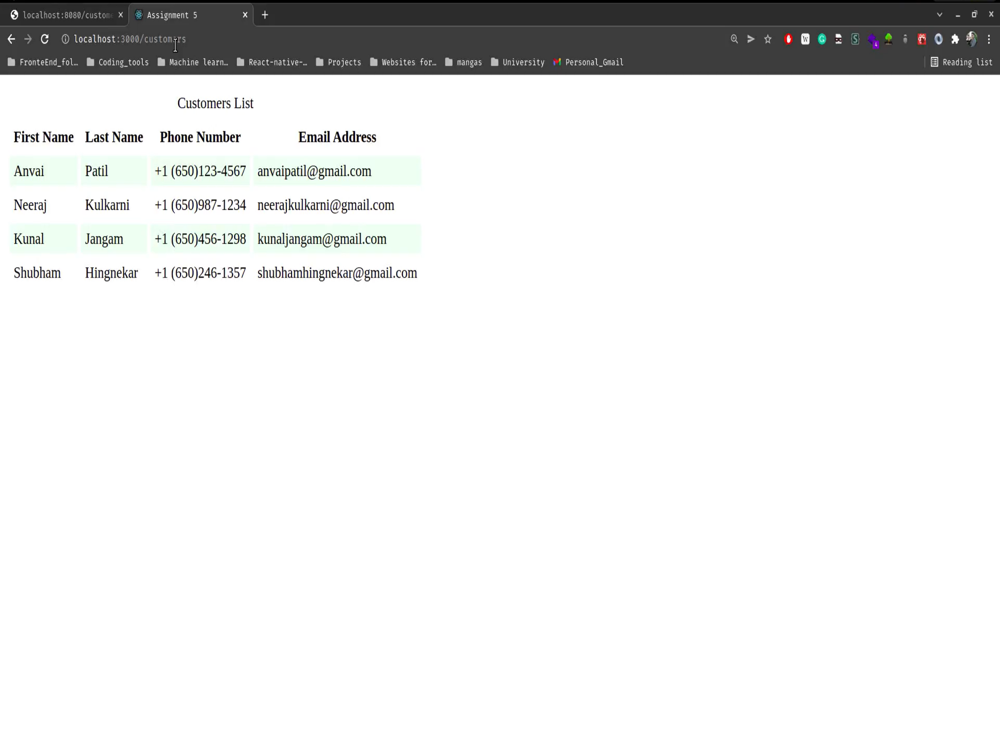 localhost:8080/custome
Assignment 5
localhost:3000/customers
W
G
S
4
FronteEnd_fol…
Coding_tools
Machine learn…
React-native-…
Projects
Websites for…
mangas
University
Personal_Gmail
Reading list
Customers List
First Name Last Name Phone Number Email Address
Anvai Patil +1 (650)123-4567 anvaipatil@gmail.com
Neeraj Kulkarni +1 (650)987-1234 neerajkulkarni@gmail.com
Kunal Jangam +1 (650)456-1298 kunaljangam@gmail.com
Shubham Hingnekar +1 (650)246-1357 shubhamhingnekar@gmail.com